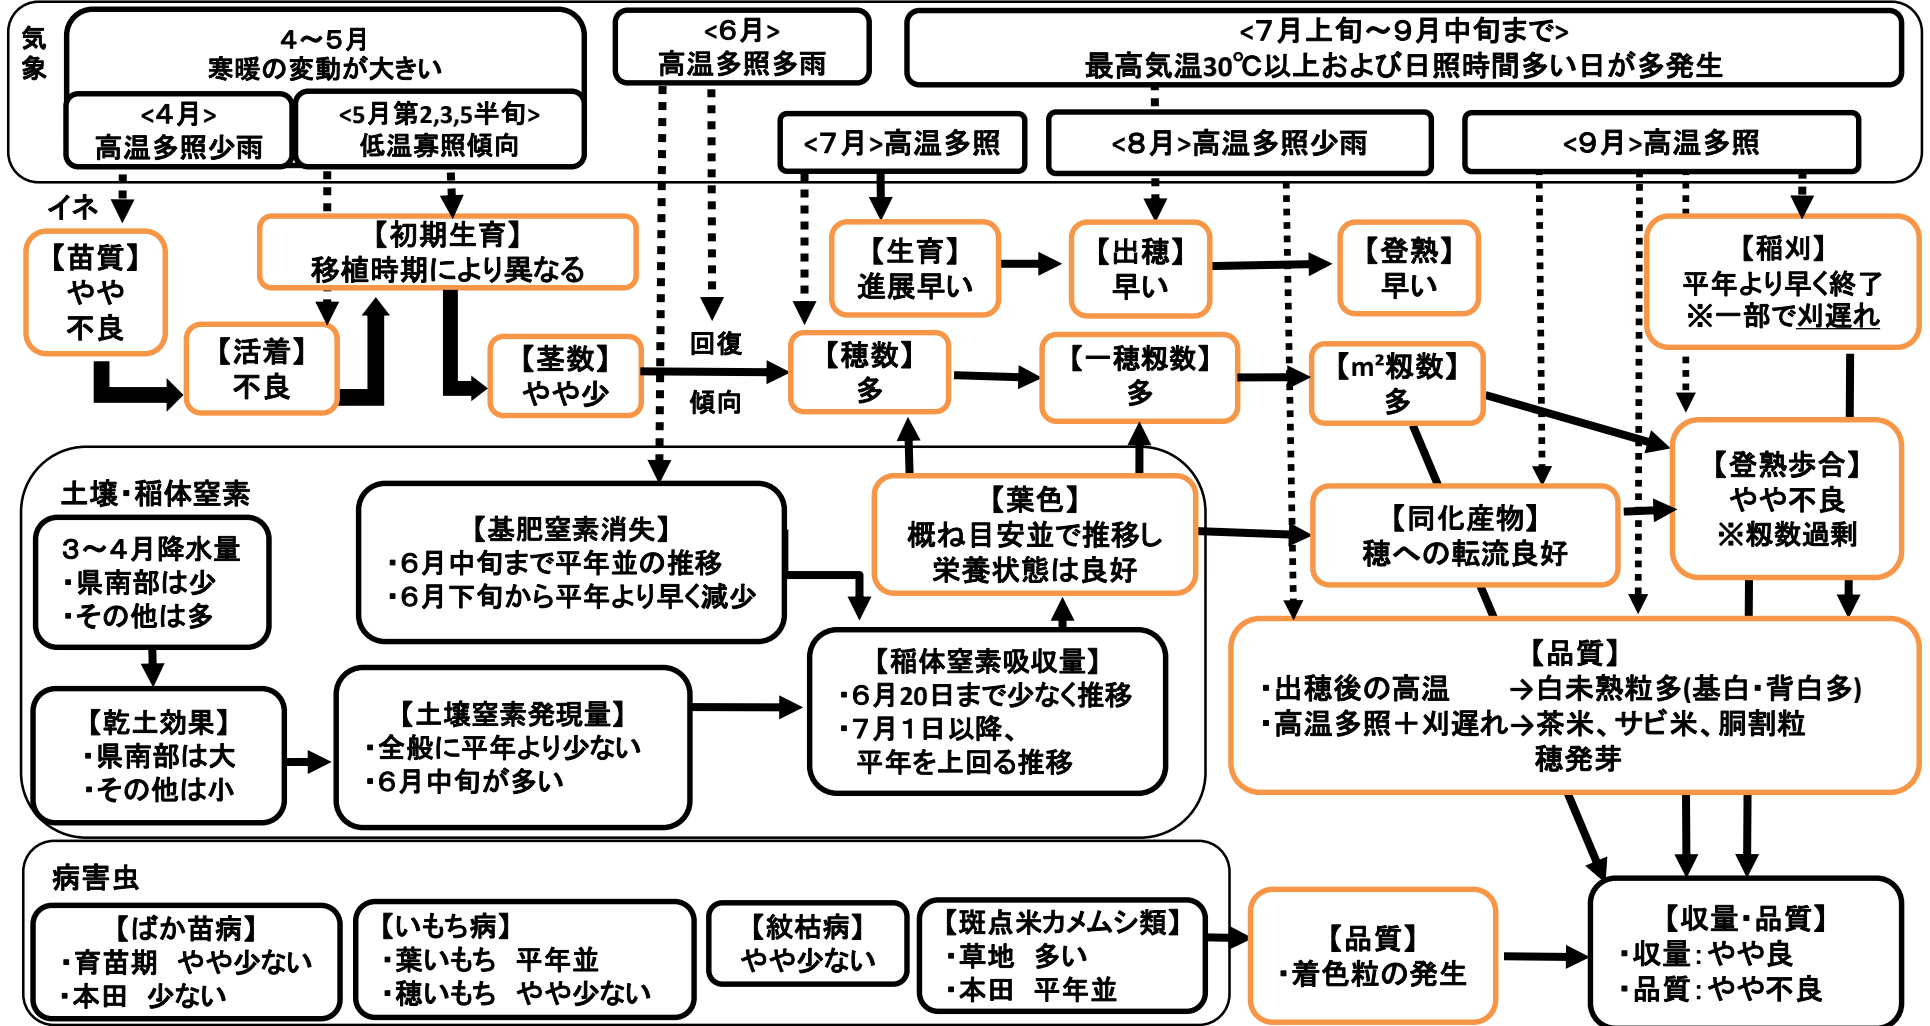 気
象
４～５月
寒暖の変動が大きい
<４月>
高温多照少雨
<５月第2,3,5半旬>
低温寡照傾向
<６月>
高温多照多雨
<７月上旬～９月中旬まで>
最高気温30℃以上および日照時間多い日が多発生
<７月>高温多照
<８月>高温多照少雨
<９月>高温多照
イネ
【苗質】
やや
不良
【初期生育】
移植時期により異なる
【活着】
不良
【茎数】
やや少
回復
傾向
【生育】
進展早い
【出穂】
早い
【登熟】
早い
【稲刈】
平年より早く終了
※一部で刈遅れ
【穂数】
多
【一穂籾数】
多
【m²籾数】
多
【登熟歩合】
やや不良
※籾数過剰
土壌・稲体窒素
３～４月降水量
・県南部は少
・その他は多
【乾土効果】
・県南部は大
・その他は小
【基肥窒素消失】
・６月中旬まで平年並の推移
・６月下旬から平年より早く減少
【土壌窒素発現量】
・全般に平年より少ない
・６月中旬が多い
【葉色】
概ね目安並で推移し
栄養状態は良好
【稲体窒素吸収量】
・６月20日まで少なく推移
・７月１日以降、
平年を上回る推移
【同化産物】
穂への転流良好
【品質】
・出穂後の高温　→白未熟粒多(基白・背白多)
・高温多照＋刈遅れ→茶米、サビ米、胴割粒
穂発芽
病害虫
【ばか苗病】
・育苗期　やや少ない
・本田　少ない
【いもち病】
・葉いもち　平年並
・穂いもち　やや少ない
【紋枯病】
やや少ない
【斑点米カメムシ類】
・草地　多い
・本田　平年並
【品質】
・着色粒の発生
【収量・品質】
・収量：やや良
・品質：やや不良